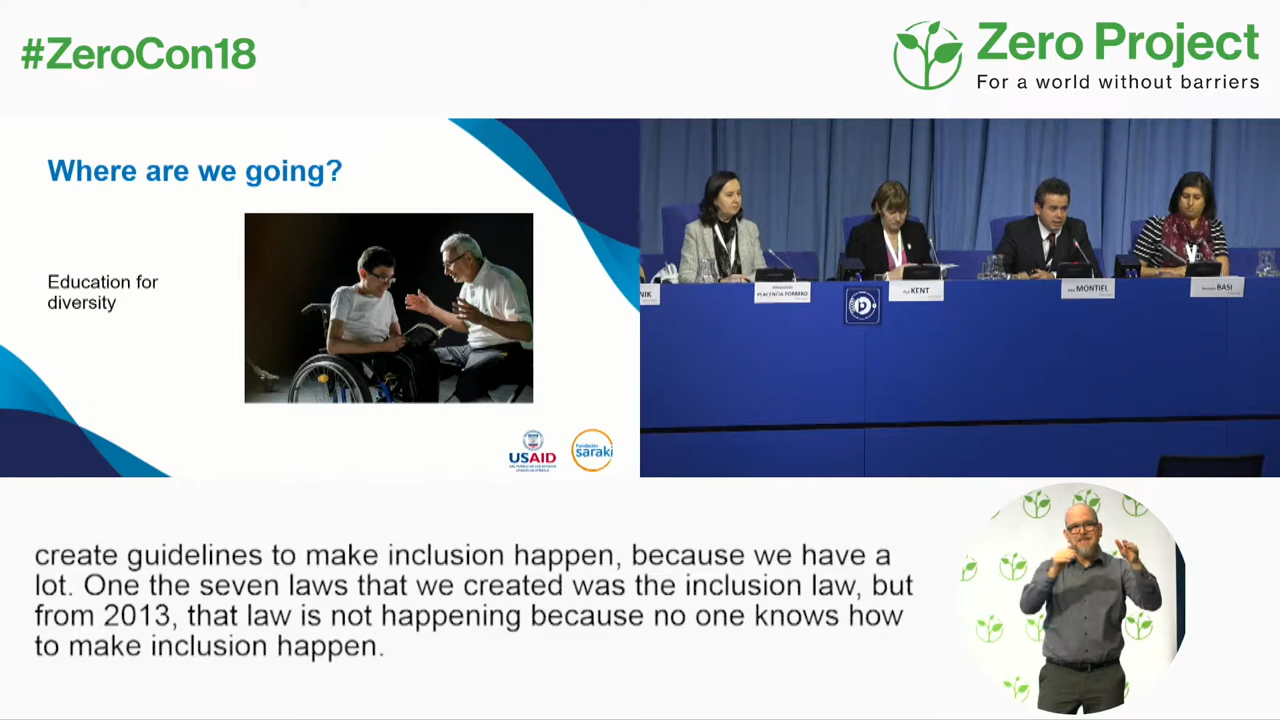 #ZeroCon18
Zero Project
For a world without barriers
Where are we going?
Education for
diversity
USAID
Fundación
saraki
NIK
PLACENCIA PORRERO
KENT
MONTIEL
BASI
create guidelines to make inclusion happen, because we have a
lot. One the seven laws that we created was the inclusion law, but
from 2013, that law is not happening because no one knows how
to make inclusion happen.